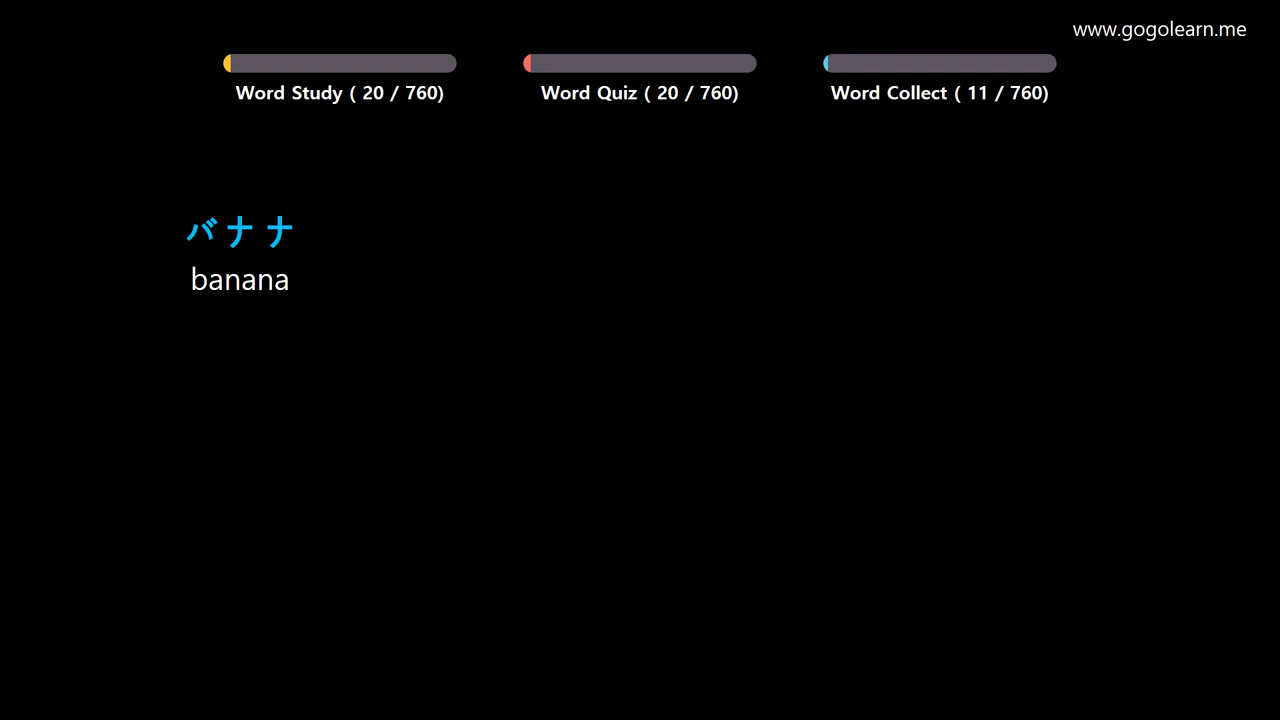 www.gogolearn.me
Word Study ( 20 / 760)
Word Quiz ( 20 / 760)
Word Collect ( 11 / 760)
バナナ
banana